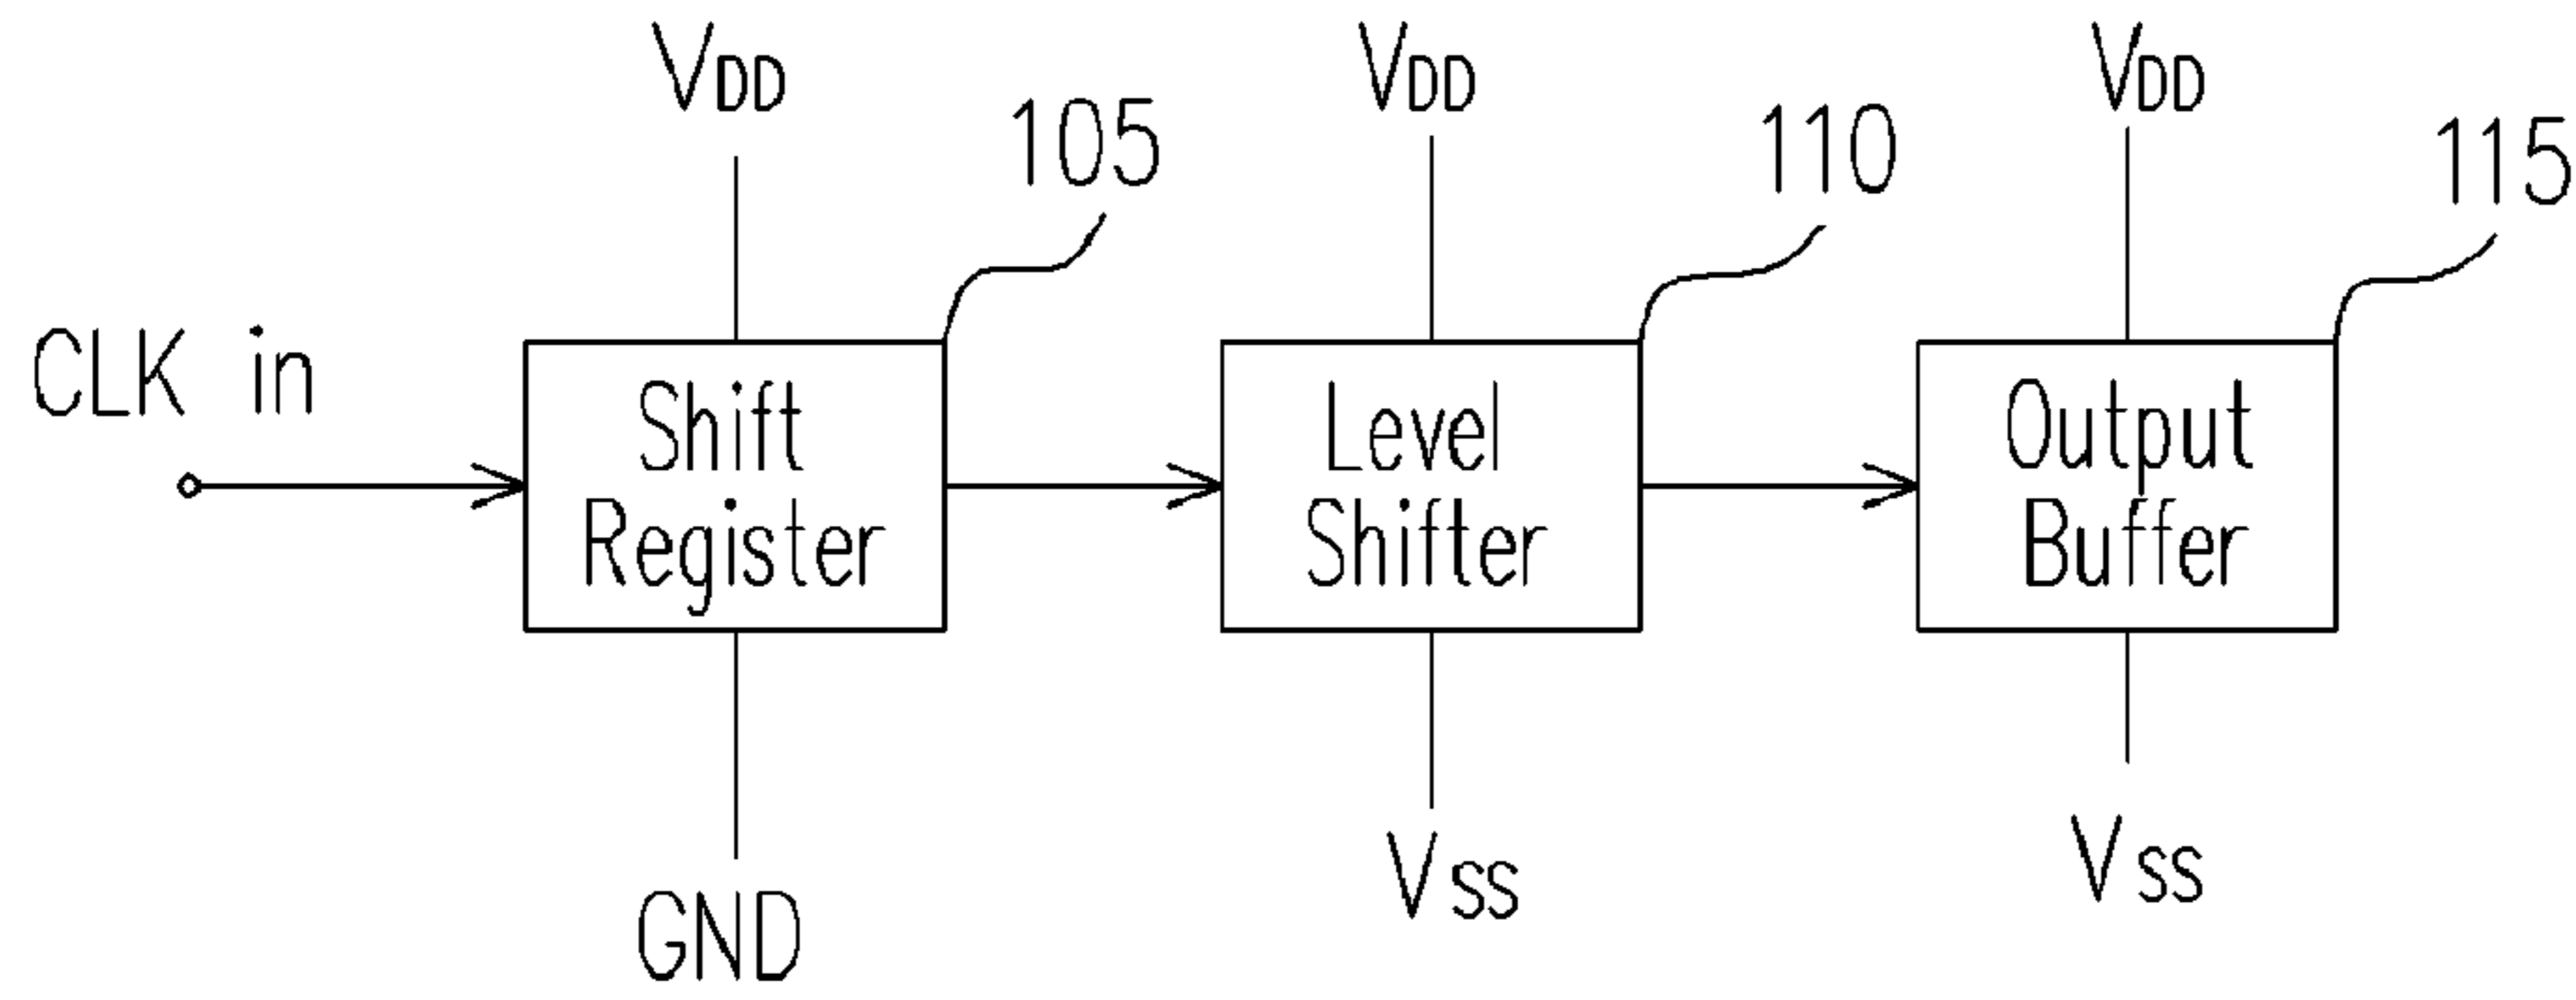 VDD
VDD
VDD
105
110
115
CLK in
Shift
Register
Level
Shifter
Output
Buffer
GND
VSS
VSS